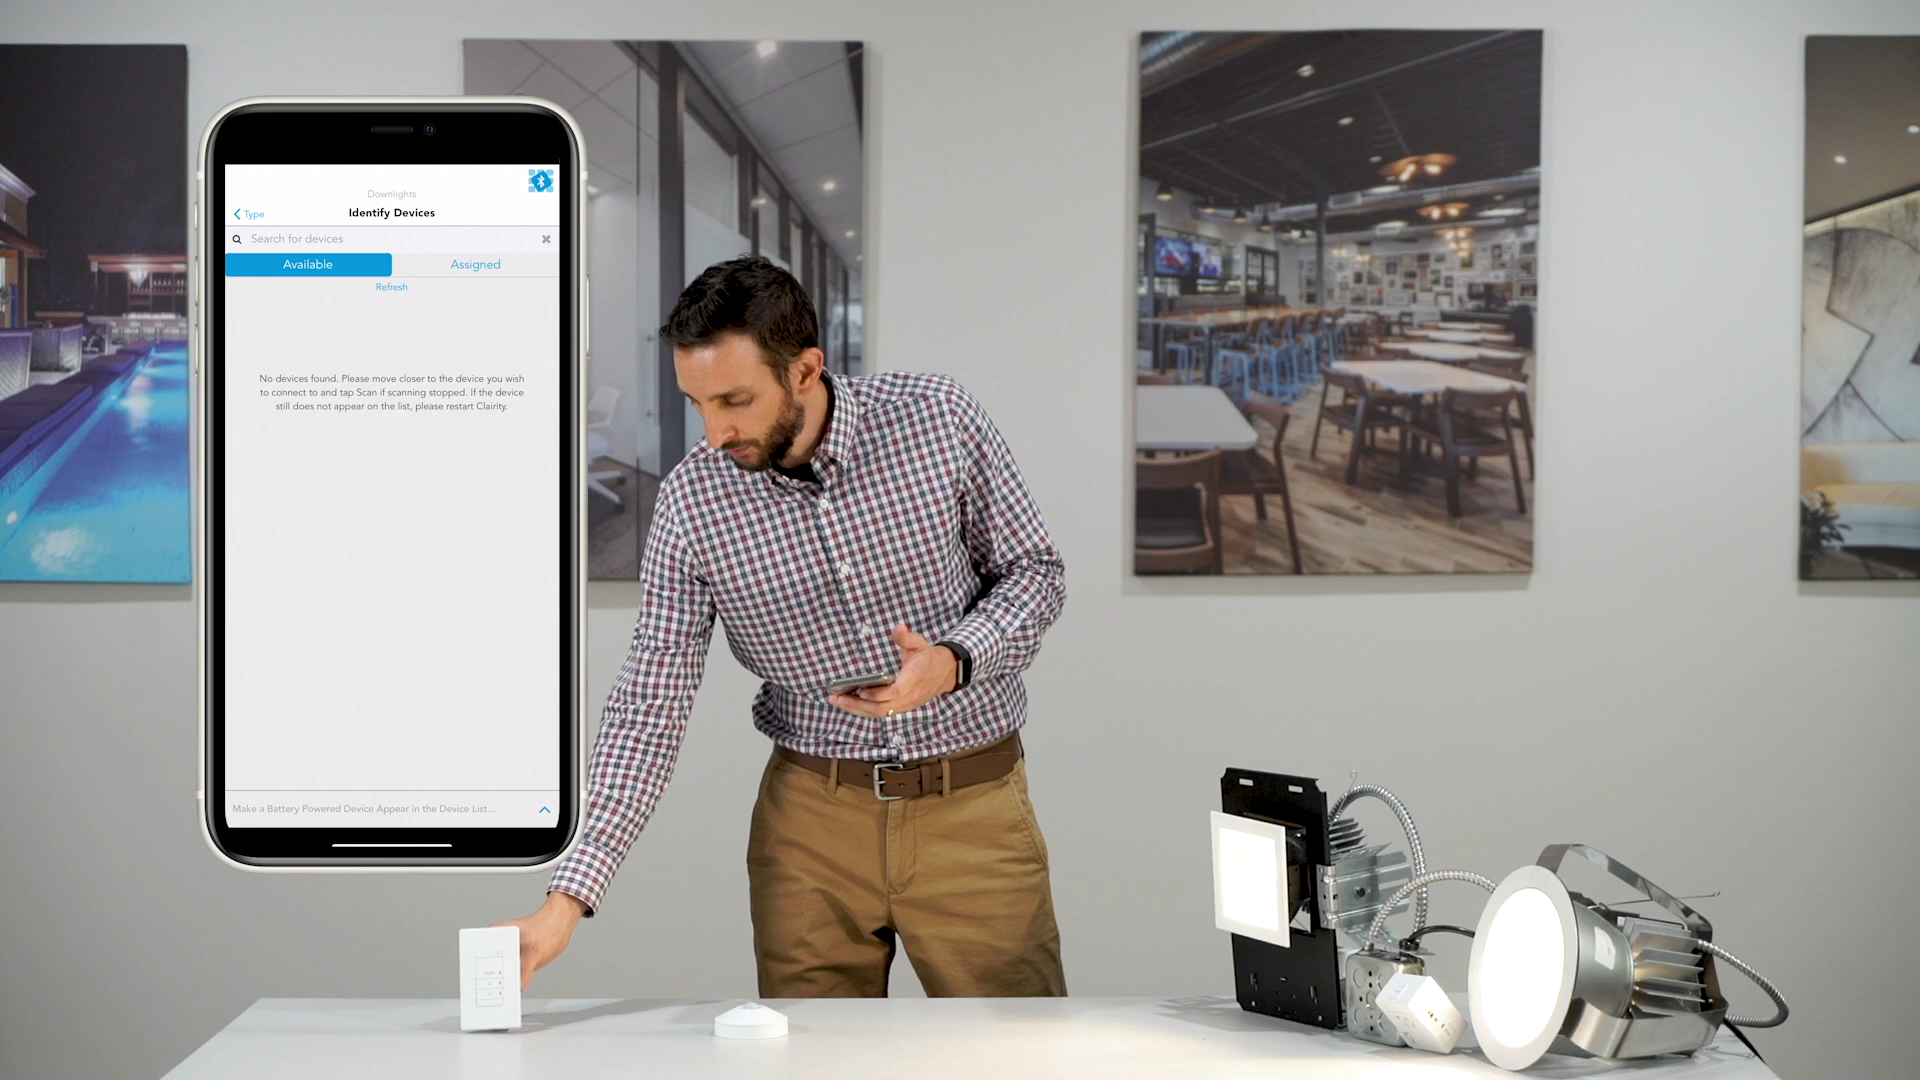 Downlights
Type
Identify Devices
Search for devices
Available
Assigned
Refresh
No devices found. Please move closer to the device you wish
to connect to and tap Scan if scanning stopped. If the device
still does not appear on the list, please restart Clairity.
Make a Battery Powered Device Appear in the Device List...